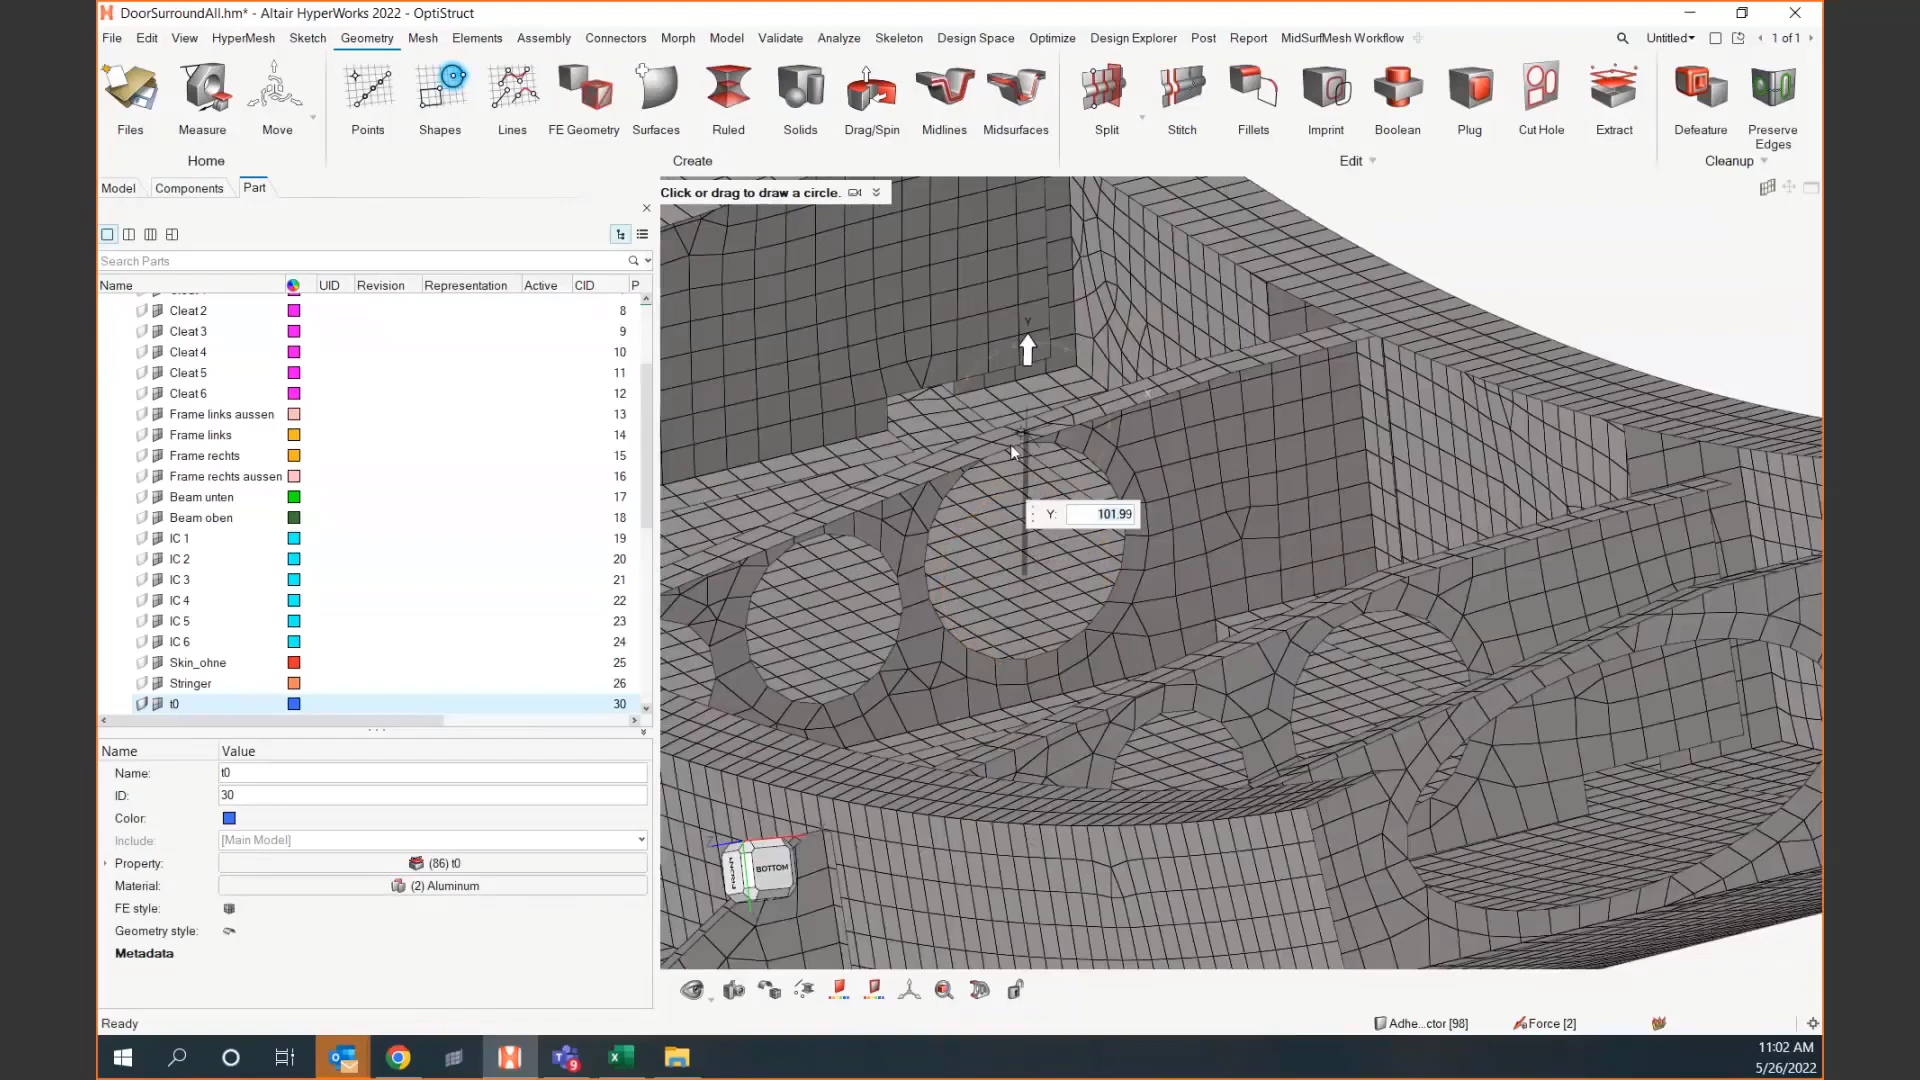 DoorSurroundAll.hm* - Altair HyperWorks 2022 - OptiStruct
File Edit View HyperMesh Sketch Geometry Mesh Elements Assembly Connectors Morph Model Validate Analyze Skeleton Design Space Optimize Design Explorer Post Report MidSurfMesh Workflow Untitled 1 of 1
Files Measure Move Points Shapes Lines FE Geometry Surfaces Ruled Solids Drag/Spin Midlines Midsurfaces Split Stitch Fillets Imprint Boolean Plug Cut Hole Extract Defeature Preserve Edges
Home Create Edit Cleanup
Model Components Part
Click or drag to draw a circle.
Search Parts
Name UID Revision Representation Active CID P
Cleat 2 8
Cleat 3 9
Cleat 4 10
Cleat 5 11
Cleat 6 12
Frame links aussen 13
Frame links 14
Frame rechts 15
Frame rechts aussen 16
Beam unten 17
Beam oben 18
IC 1 19
IC 2 20
IC 3 21
IC 4 22
IC 5 23
IC 6 24
Skin_ohne 25
Stringer 26
t0 30
Y
Y: 101.99
Name Value
Name: t0
ID: 30
Color:
Include: [Main Model]
Property: (86) t0
Material: (2) Aluminum
FE style:
Geometry style:
Metadata
Z
BOTTOM
Ready
Adhe...ctor [98] Force [2]
9
11:02 AM
5/26/2022